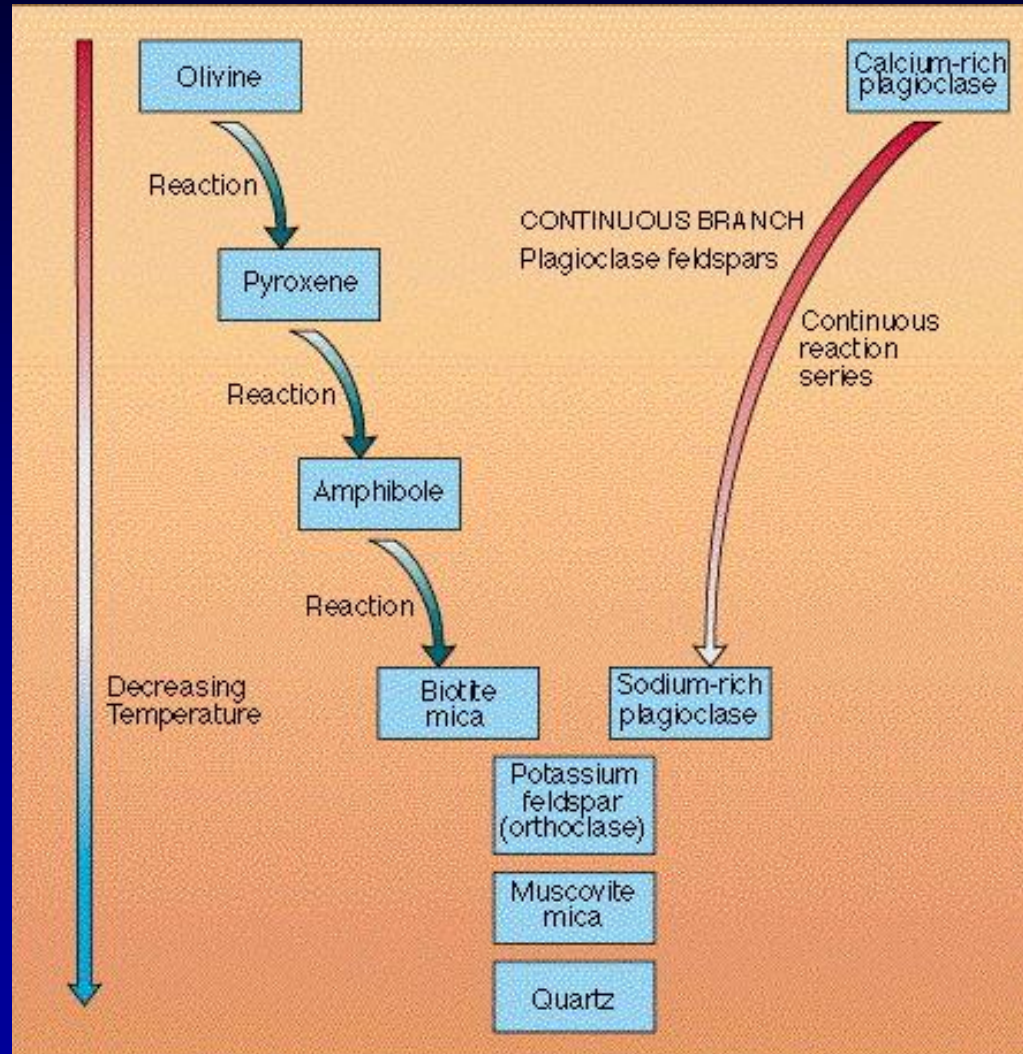 Olivine
Calcium-rich
plagioclase
Reaction
CONTINUOUS BRANCH
Plagioclase feldspars
Pyroxene
Continuous
reaction
series
Reaction
Amphibole
Reaction
Decreasing
Temperature
Biotite
mica
Sodium-rich
plagioclase
Potassium
feldspar
(orthoclase)
Muscovite
mica
Quartz